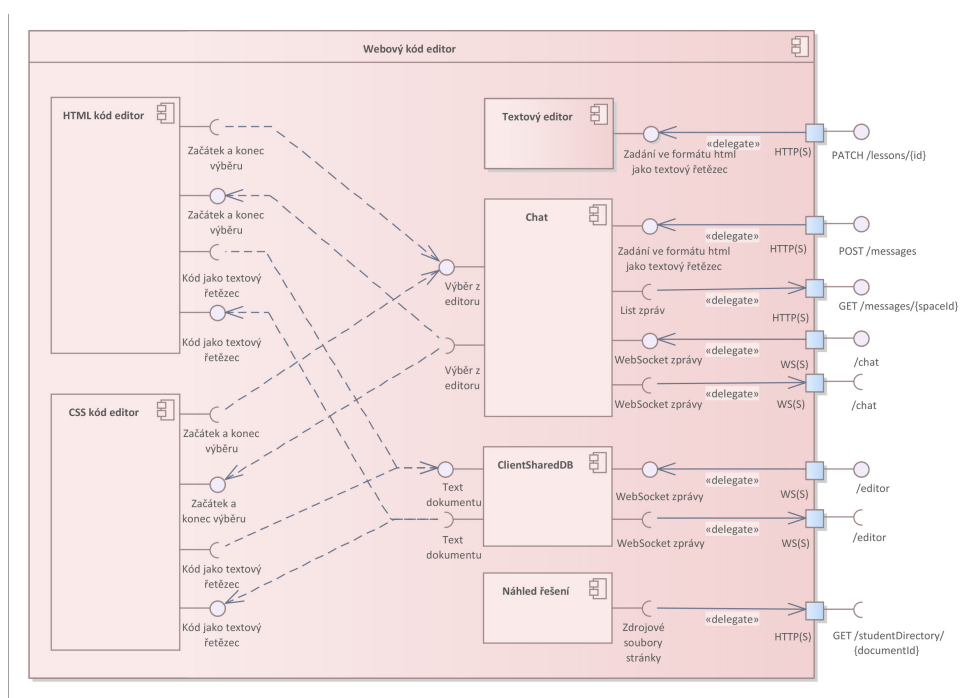 Webový kód editor
HTML kód editor
Začátek a konec
výběru
Začátek a konec
výběru
Kód jako textový
řetězec
Kód jako textový
řetězec
CSS kód editor
Začátek a konec
výběru
Začátek a
konec výběru
Kód jako textový
řetězec
Kód jako textový
řetězec
Textový editor
Zadání ve formátu html
jako textový řetězec
«delegate»
HTTP(S)
PATCH /lessons/{id}
Chat
Výběr z
editoru
Výběr z
editoru
Zadání ve formátu html
jako textový řetězec
«delegate»
HTTP(S)
POST /messages
List zpráv
«delegate»
HTTP(S)
GET /messages/{spaceId}
WebSocket zprávy
«delegate»
WS(S)
/chat
WebSocket zprávy
«delegate»
WS(S)
/chat
ClientSharedDB
Text
dokumentu
Text
dokumentu
WebSocket zprávy
«delegate»
WS(S)
/editor
WebSocket zprávy
«delegate»
WS(S)
/editor
Náhled řešení
Zdrojové
soubory
stránky
«delegate»
HTTP(S)
GET /studentDirectory/
{documentId}